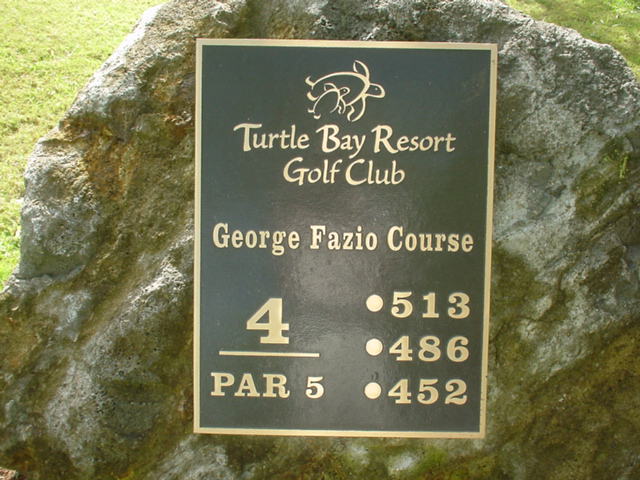 Turtle Bay Resort
Golf Club
George Fazio Course
4
PAR 5
513
486
452